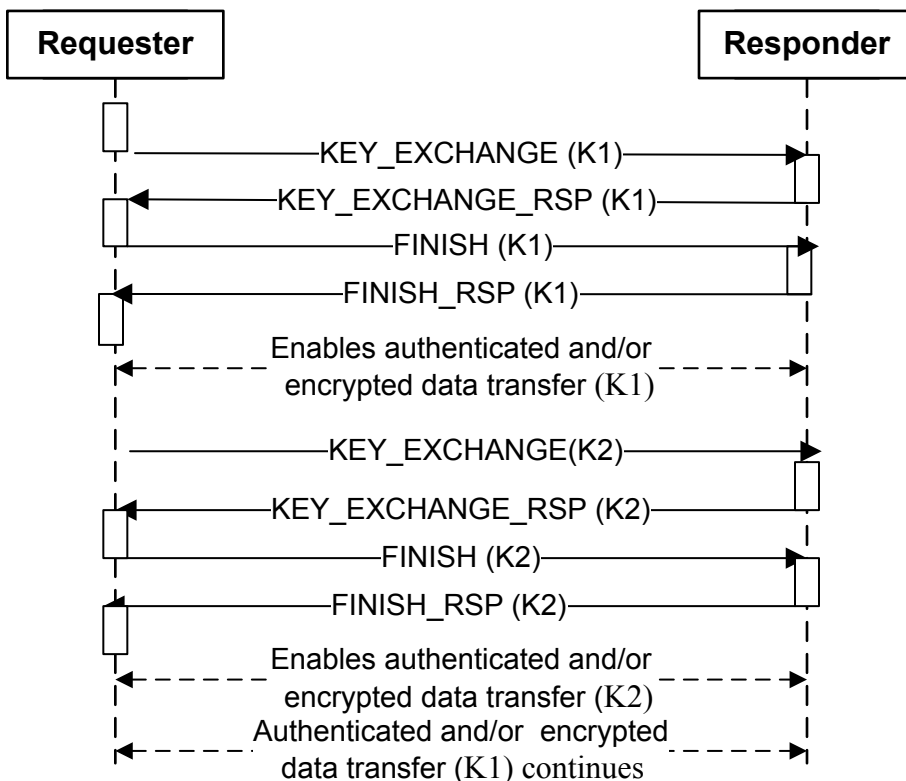 Requester
Responder
KEY_EXCHANGE (K1)
KEY_EXCHANGE_RSP (K1)
FINISH (K1)
FINISH_RSP (K1)
Enables authenticated and/or
encrypted data transfer (K1)
KEY_EXCHANGE(K2)
KEY_EXCHANGE_RSP (K2)
FINISH (K2)
FINISH_RSP (K2)
Enables authenticated and/or
encrypted data transfer (K2)
Authenticated and/or encrypted
data transfer (K1) continues